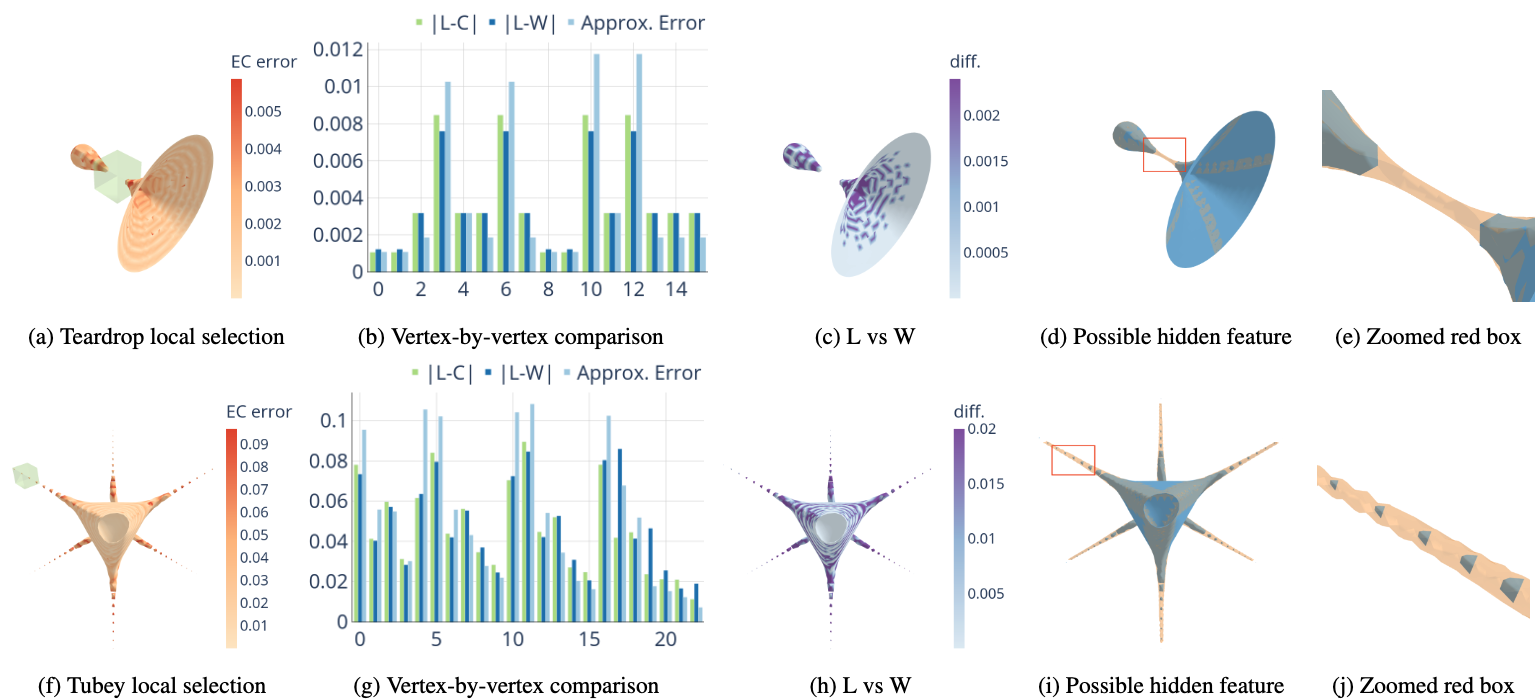 |L-C| |L-W| Approx. Error
EC error
0.005
0.004
0.003
0.002
0.001
0.012
0.01
0.008
0.006
0.004
0.002
0
0 2 4 6 8 10 12 14
diff.
0.002
0.0015
0.001
0.0005
(a) Teardrop local selection
(b) Vertex-by-vertex comparison
(c) L vs W
(d) Possible hidden feature
(e) Zoomed red box
|L-C| |L-W| Approx. Error
EC error
0.09
0.08
0.07
0.06
0.05
0.04
0.03
0.02
0.01
0.1
0.08
0.06
0.04
0.02
0
0 5 10 15 20
diff.
0.02
0.015
0.01
0.005
(f) Tubey local selection
(g) Vertex-by-vertex comparison
(h) L vs W
(i) Possible hidden feature
(j) Zoomed red box